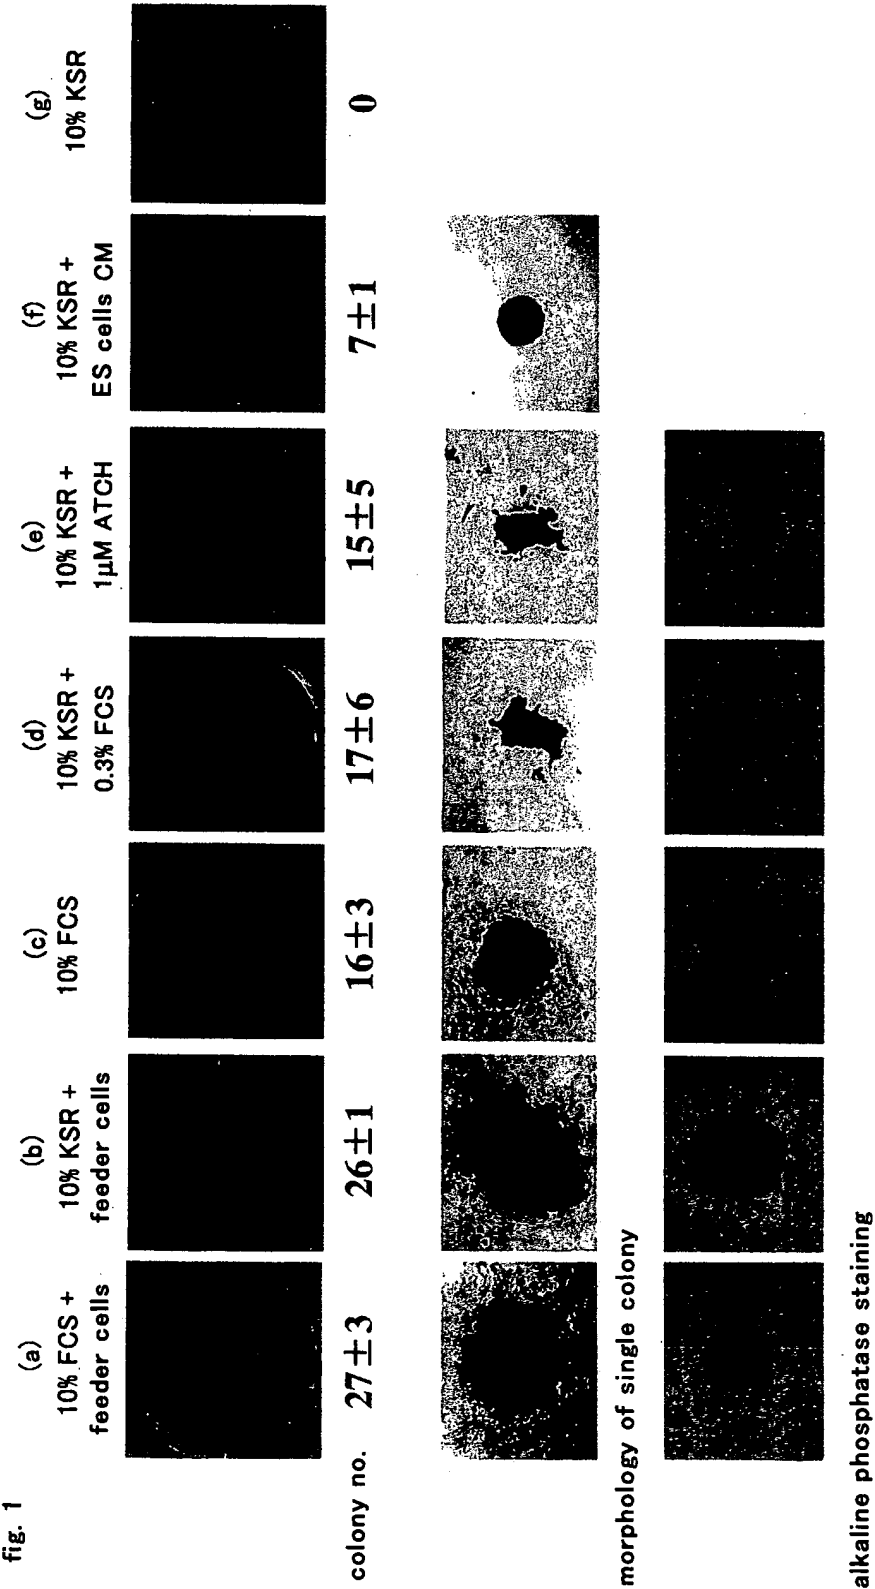 fig. 1
(a)
10% FCS +
feeder cells
(b)
10% KSR +
feeder cells
(c)
10% FCS
(d)
10% KSR +
0.3% FCS
(e)
10% KSR +
1μM ATCH
(f)
10% KSR +
ES cells CM
(g)
10% KSR
colony no. 27±3 26±1 16±3 17±6 15±5 7±1 0
morphology of single colony
alkaline phosphatase staining